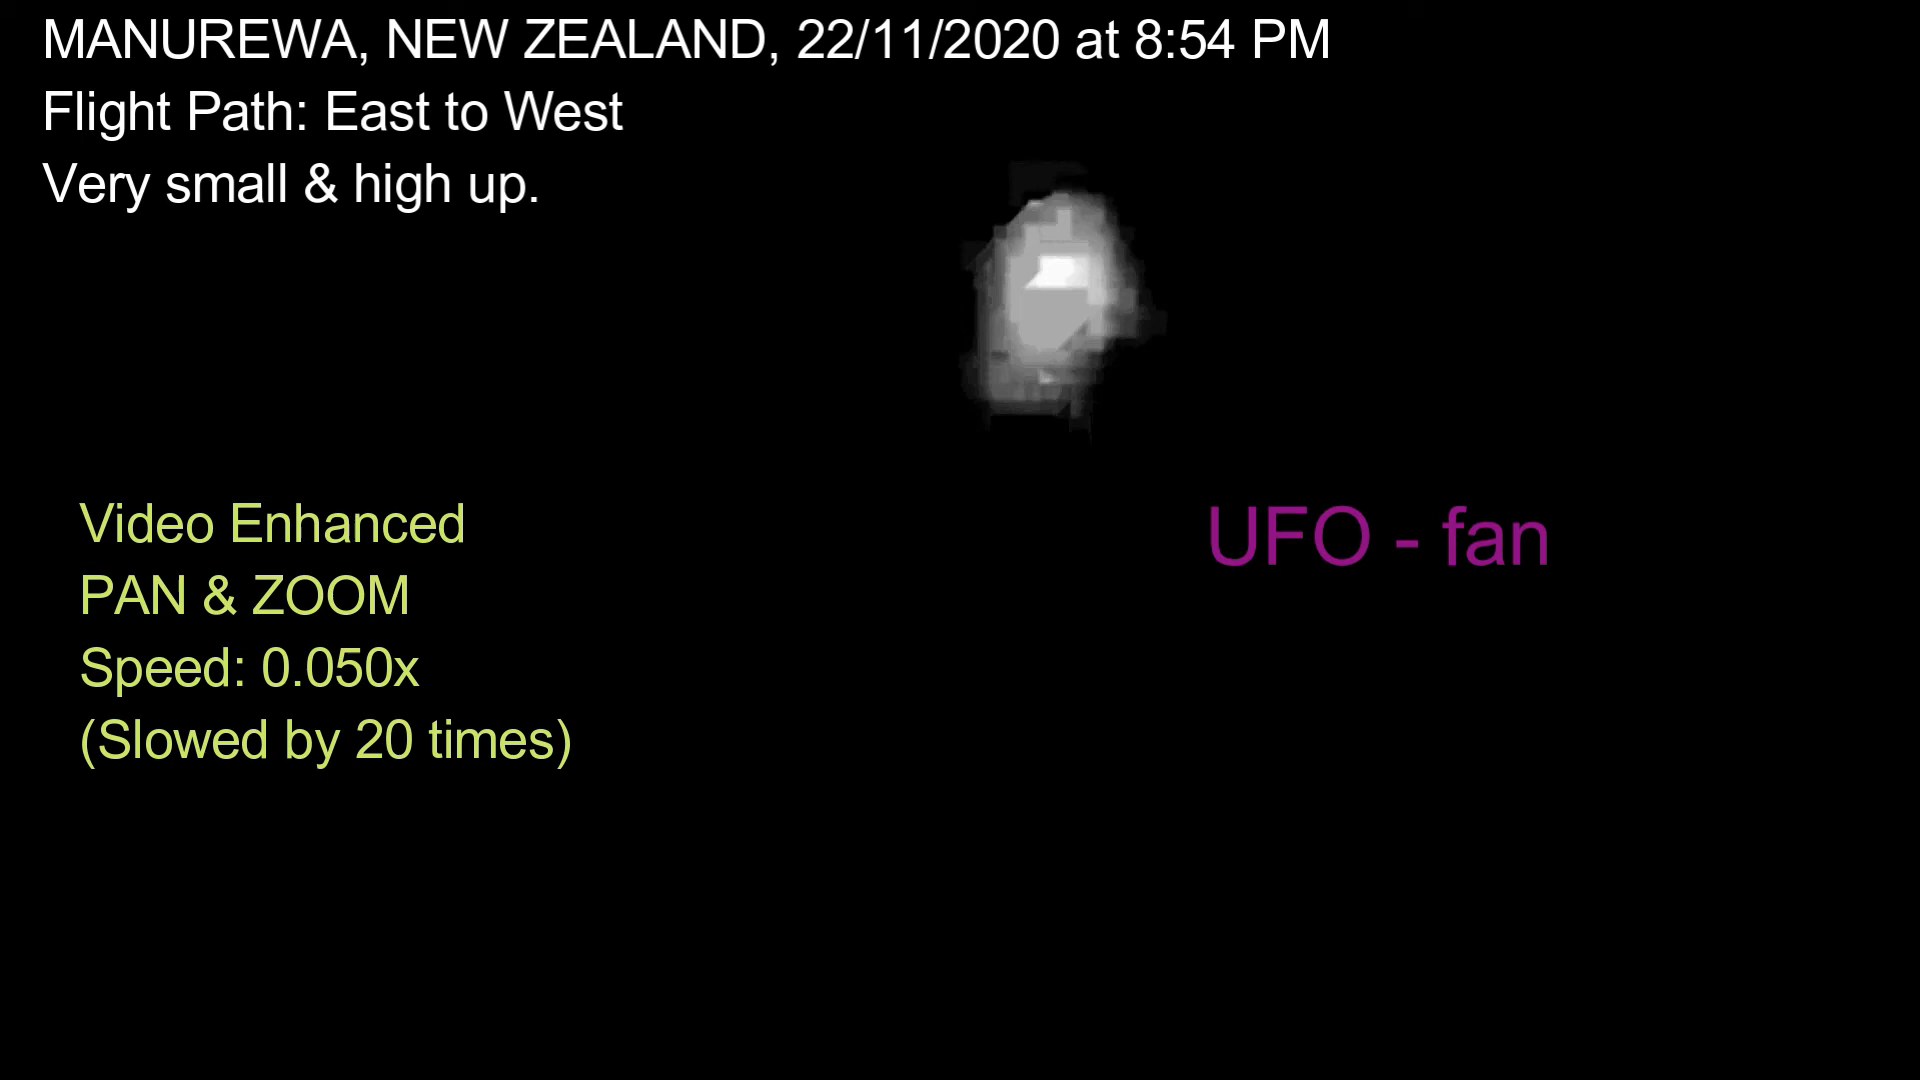 MANUREWA, NEW ZEALAND, 22/11/2020 at 8:54 PM
Flight Path: East to West
Very small & high up.
Video Enhanced
PAN & ZOOM
Speed: 0.050x
(Slowed by 20 times)
UFO - fan